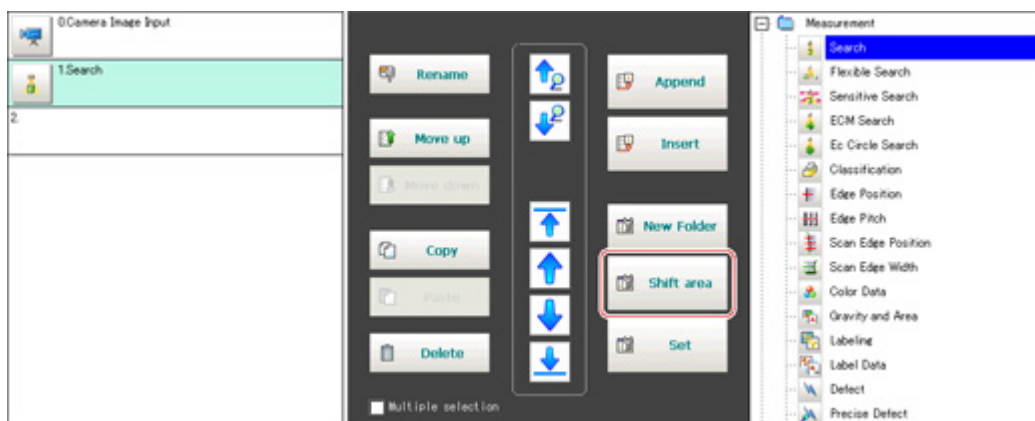 0.Camera Image Input
1.Search
2.
Rename
Move up
Move down
Copy
Paste
Delete
Multiple selection
Append
Insert
New Folder
Shift area
Set
Measurement
Search
Flexible Search
Sensitive Search
ECM Search
Ec Circle Search
Classification
Edge Position
Edge Pitch
Scan Edge Position
Scan Edge Width
Color Data
Gravity and Area
Labeling
Label Data
Defect
Precise Defect